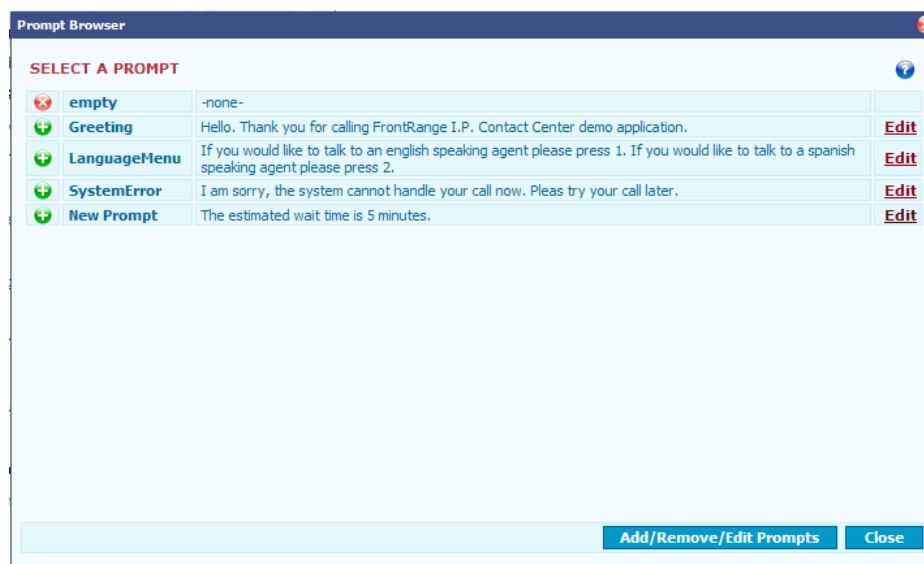 Prompt Browser
SELECT A PROMPT
empty -none-
Greeting Hello. Thank you for calling FrontRange I.P. Contact Center demo application. Edit
LanguageMenu If you would like to talk to an english speaking agent please press 1. If you would like to talk to a spanish
speaking agent please press 2. Edit
SystemError I am sorry, the system cannot handle your call now. Pleas try your call later. Edit
New Prompt The estimated wait time is 5 minutes. Edit
Add/Remove/Edit Prompts Close